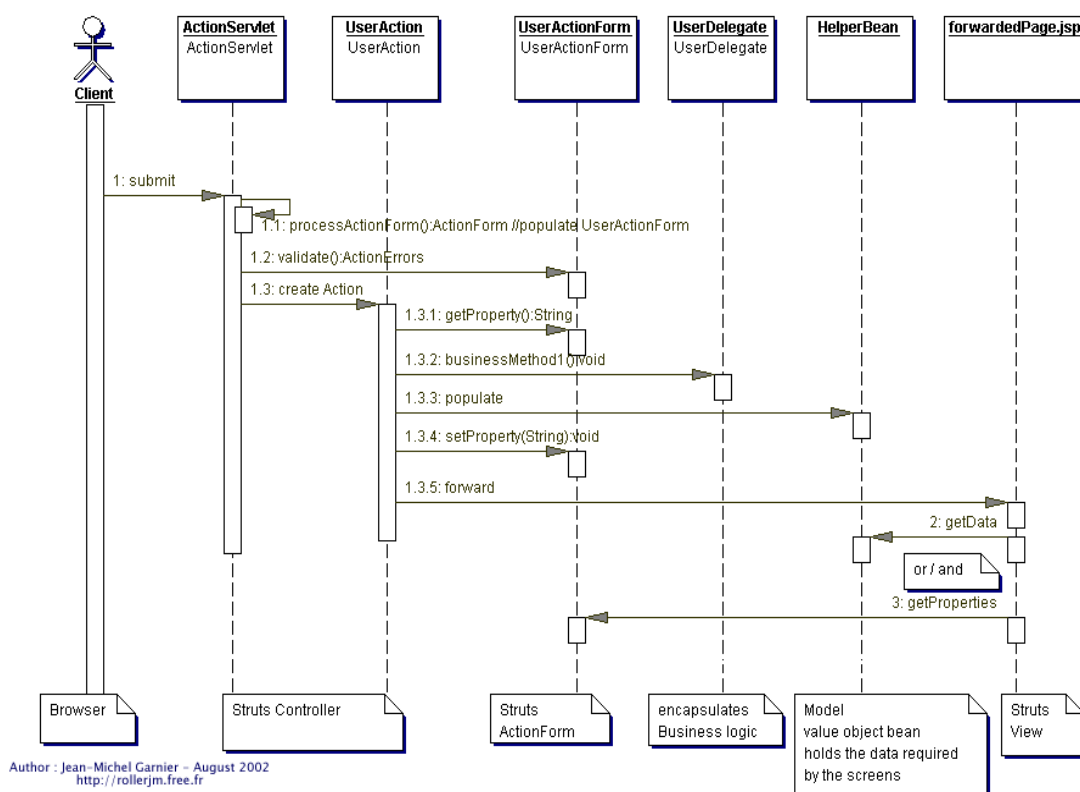 ActionServlet
ActionServlet
UserAction
UserAction
UserActionForm
UserActionForm
UserDelegate
UserDelegate
HelperBean
forwardedPage.jsp
Client
1: submit
1.1: processActionForm():ActionForm //populate UserActionForm
1.2: validate():ActionErrors
1.3: create Action
1.3.1: getProperty():String
1.3.2: businessMethod1():void
1.3.3: populate
1.3.4: setProperty(String):void
1.3.5: forward
2: getData
or / and
3: getProperties
Browser
Struts Controller
Struts
ActionForm
encapsulates
Business logic
Model
value object bean
holds the data required
by the screens
Struts
View
Author : Jean-Michel Garnier - August 2002
http://rollerjm.free.fr